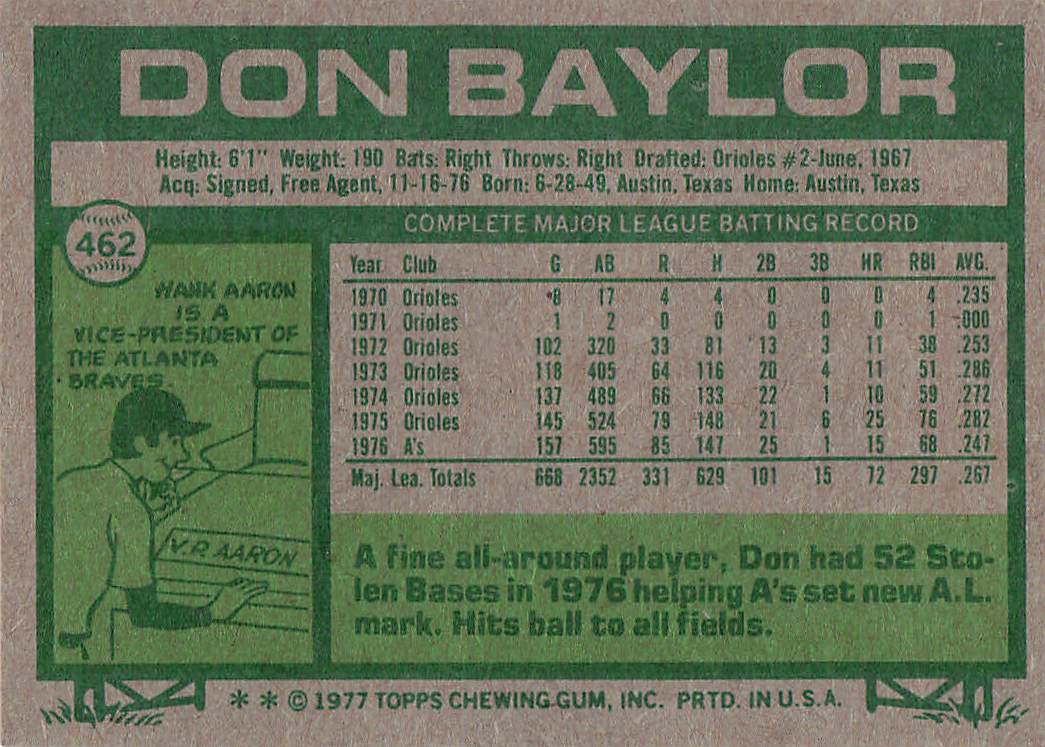 DON BAYLOR
Height: 6'1" Weight: 190 Bats: Right Throws: Right Drafted: Orioles #2-June, 1967
Acq: Signed, Free Agent, 11-16-76 Born: 6-28-49, Austin, Texas Home: Austin, Texas
462
HANK AARON
IS A
VICE-PRESIDENT OF
THE ATLANTA
BRAVES.
V.P. AARON
COMPLETE MAJOR LEAGUE BATTING RECORD
Year Club G AB R H 2B 3B HR RBI AVG.
1970 Orioles 8 17 4 4 0 0 0 4 .235
1971 Orioles 1 2 0 0 0 0 0 1 .000
1972 Orioles 102 320 33 81 13 3 11 38 .253
1973 Orioles 118 405 64 116 20 4 11 51 .286
1974 Orioles 137 489 66 133 22 1 10 59 .272
1975 Orioles 145 524 79 148 21 6 25 76 .282
1976 A's 157 595 85 147 25 1 15 68 .247
Maj. Lea. Totals 668 2352 331 629 101 15 72 297 .267
A fine all-around player, Don had 52 Sto-
len Bases in 1976 helping A's set new A.L.
mark. Hits ball to all fields.
* * © 1977 TOPPS CHEWING GUM, INC. PRTD. IN U.S.A.